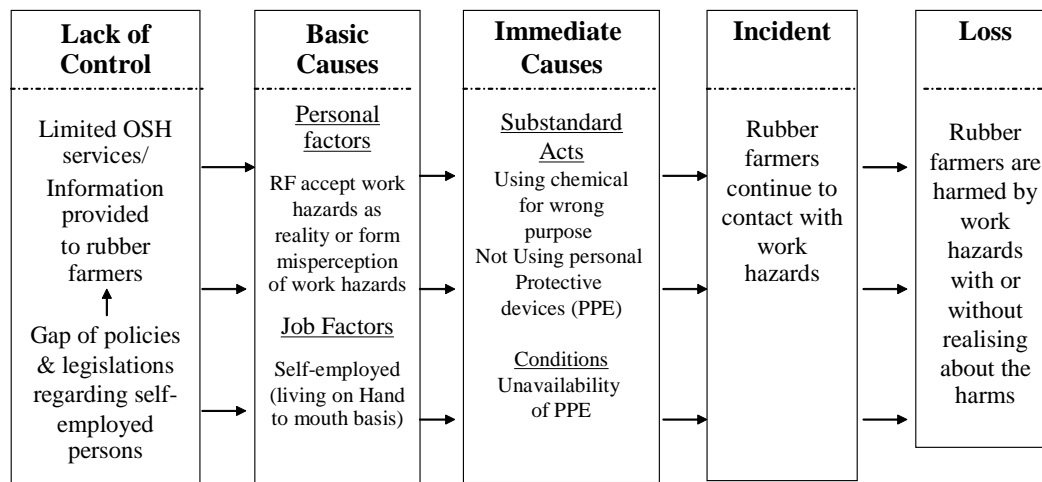 Lack of
Control
Limited OSH
services/
Information
provided
to rubber
farmers
Gap of policies
& legislations
regarding self-
employed
persons
Basic
Causes
Personal
factors
RF accept work
hazards as
reality or form
misperception
of work hazards
Job Factors
Self-employed
(living on Hand
to mouth basis)
Immediate
Causes
Substandard
Acts
Using chemical
for wrong
purpose
Not Using personal
Protective
devices (PPE)
Conditions
Unavailability
of PPE
Incident
Rubber
farmers
continue to
contact with
work
hazards
Loss
Rubber
farmers are
harmed by
work
hazards
with or
without
realising
about the
harms